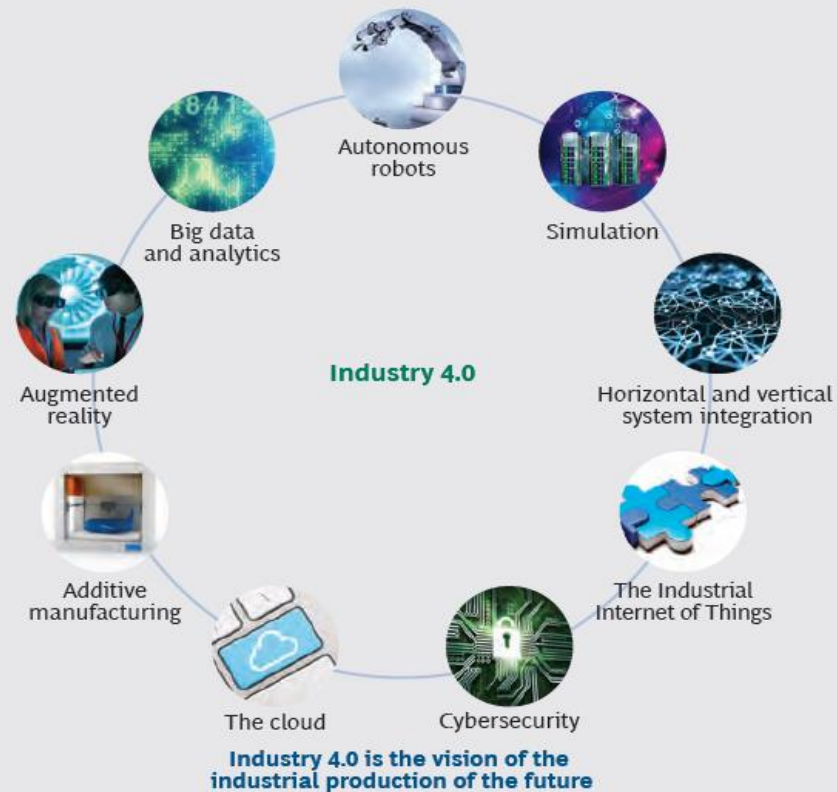 Autonomous
robots
Simulation
Horizontal and vertical
system integration
The Industrial
Internet of Things
Cybersecurity
The cloud
Additive
manufacturing
Augmented
reality
Big data
and analytics
Industry 4.0
Industry 4.0 is the vision of the
industrial production of the future